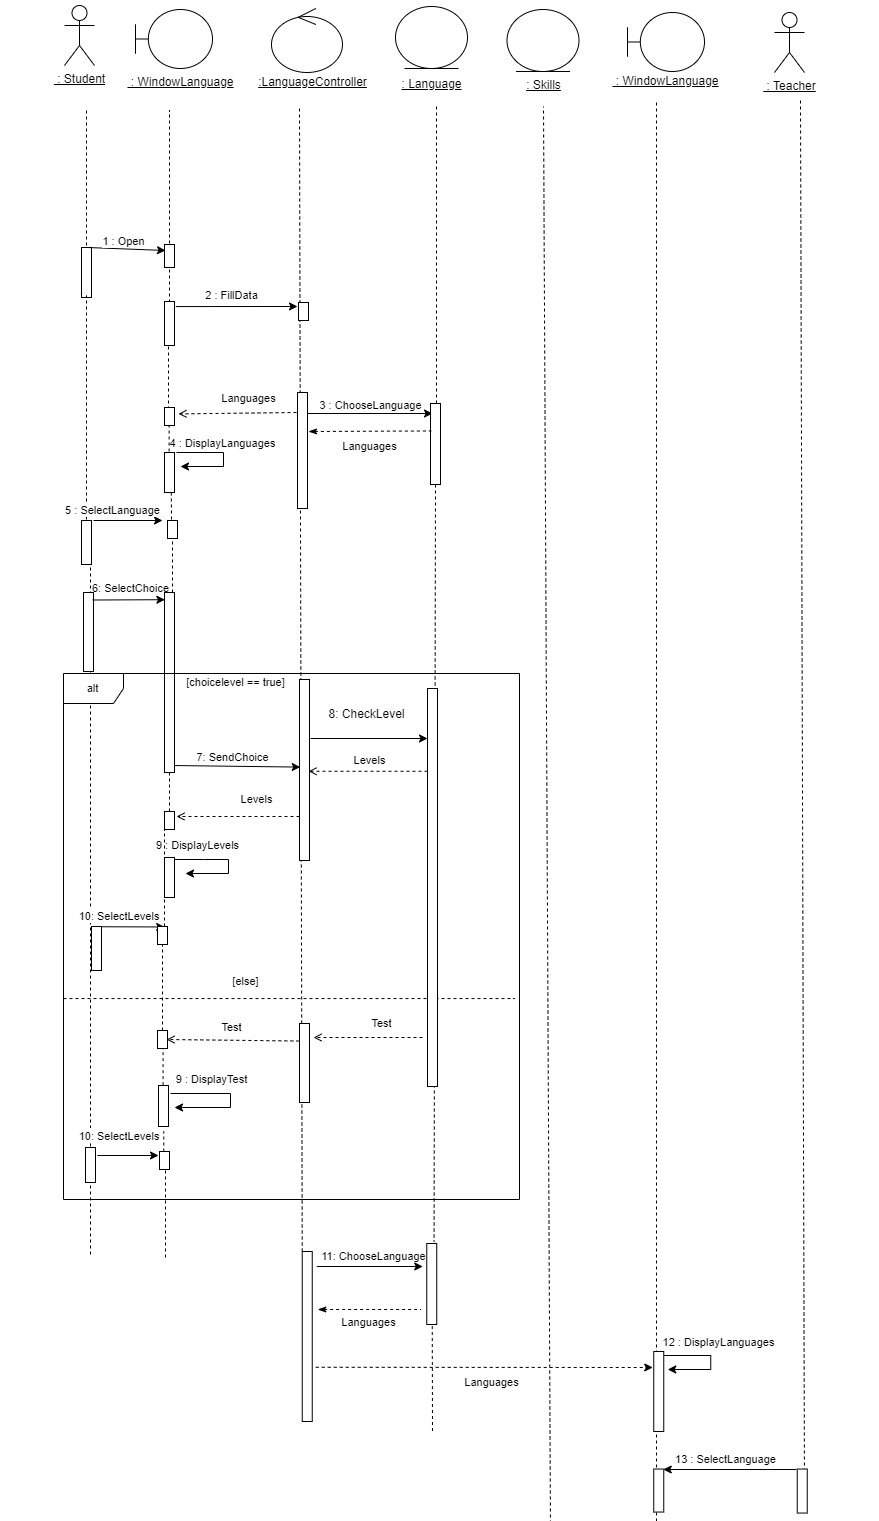 : Student
: WindowLanguage
:LanguageController
: Language
: Skills
: WindowLanguage
: Teacher
1 : Open
2 : FillData
Languages
3 : ChooseLanguage
4 : DisplayLanguages
Languages
5 : SelectLanguage
6: SelectChoice
alt
[choicelevel == true]
8: CheckLevel
7: SendChoice
Levels
Levels
9: DisplayLevels
10: SelectLevels
[else]
Test
Test
9 : DisplayTest
10: SelectLevels
11: ChooseLanguage
Languages
12 : DisplayLanguages
Languages
13 : SelectLanguage